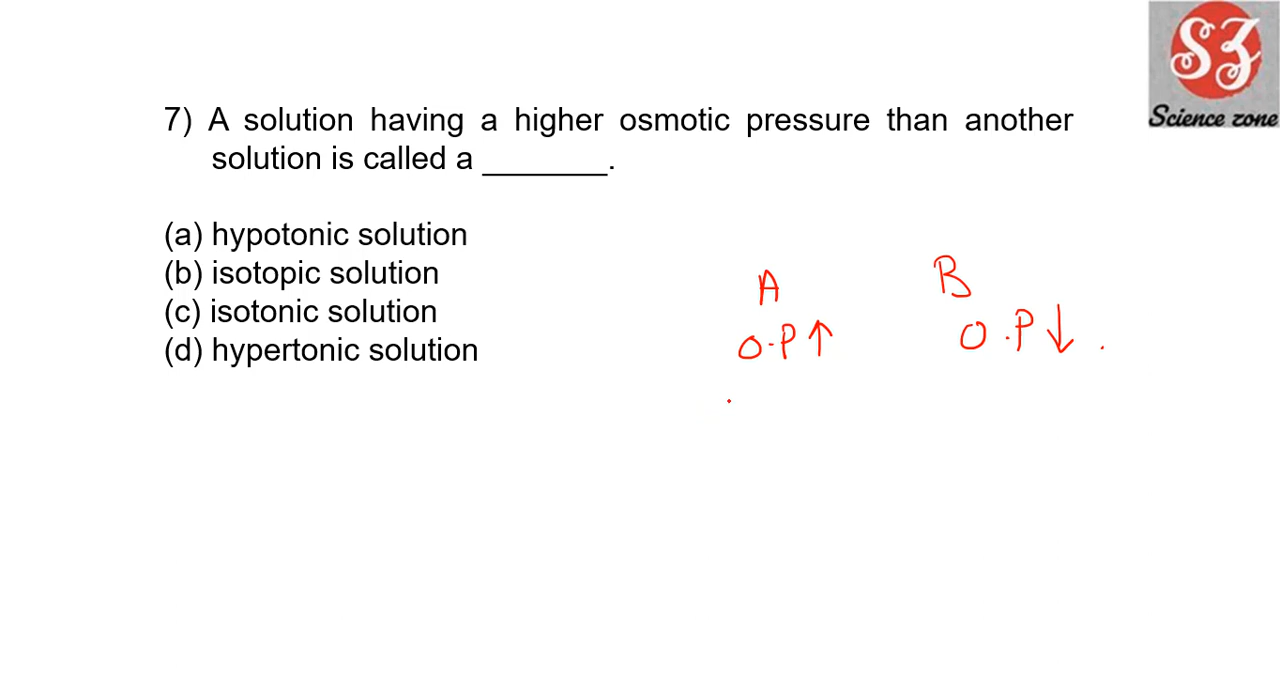 SZ
Science zone
7) A solution having a higher osmotic pressure than another
solution is called a ________.
(a) hypotonic solution
(b) isotopic solution
(c) isotonic solution
(d) hypertonic solution
A B
O.P↑ O.P↓.